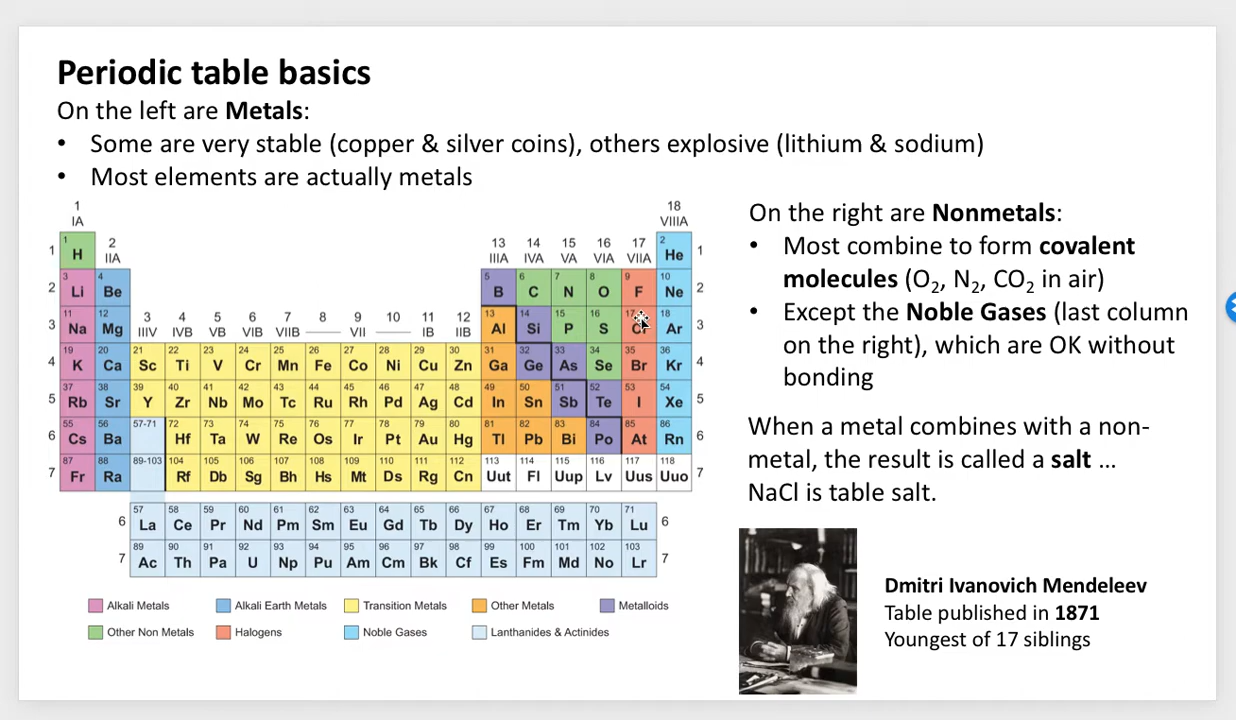 Periodic table basics
On the left are Metals:
• Some are very stable (copper & silver coins), others explosive (lithium & sodium)
• Most elements are actually metals
1 18
IA VIIIA
1 H 2 13 14 15 16 17 2 He 1
IIA IIIA IVA VA VIA VIIA
2 3 Li 4 Be 5 B 6 C 7 N 8 O 9 F 10 Ne 2
3 11 Na 12 Mg 3 IIIV 4 IVB 5 VB 6 VIB 7 VIIB 8 9 VII 10 11 IB 12 IIB 13 Al 14 Si 15 P 16 S 17 Cl 18 Ar 3
4 19 K 20 Ca 21 Sc 22 Ti 23 V 24 Cr 25 Mn 26 Fe 27 Co 28 Ni 29 Cu 30 Zn 31 Ga 32 Ge 33 As 34 Se 35 Br 36 Kr 4
5 37 Rb 38 Sr 39 Y 40 Zr 41 Nb 42 Mo 43 Tc 44 Ru 45 Rh 46 Pd 47 Ag 48 Cd 49 In 50 Sn 51 Sb 52 Te 53 I 54 Xe 5
6 55 Cs 56 Ba 57-71 72 Hf 73 Ta 74 W 75 Re 76 Os 77 Ir 78 Pt 79 Au 80 Hg 81 Tl 82 Pb 83 Bi 84 Po 85 At 86 Rn 6
7 87 Fr 88 Ra 89-103 104 Rf 105 Db 106 Sg 107 Bh 108 Hs 109 Mt 110 Ds 111 Rg 112 Cn 113 Uut 114 Fl 115 Uup 116 Lv 117 Uus 118 Uuo 7
6 57 La 58 Ce 59 Pr 60 Nd 61 Pm 62 Sm 63 Eu 64 Gd 65 Tb 66 Dy 67 Ho 68 Er 69 Tm 70 Yb 71 Lu 6
7 89 Ac 90 Th 91 Pa 92 U 93 Np 94 Pu 95 Am 96 Cm 97 Bk 98 Cf 99 Es 100 Fm 101 Md 102 No 103 Lr 7
Alkali Metals Alkali Earth Metals Transition Metals Other Metals Metalloids
Other Non Metals Halogens Noble Gases Lanthanides & Actinides
On the right are Nonmetals:
• Most combine to form covalent
molecules (O₂, N₂, CO₂ in air)
• Except the Noble Gases (last column
on the right), which are OK without
bonding
When a metal combines with a non-
metal, the result is called a salt ...
NaCl is table salt.
Dmitri Ivanovich Mendeleev
Table published in 1871
Youngest of 17 siblings